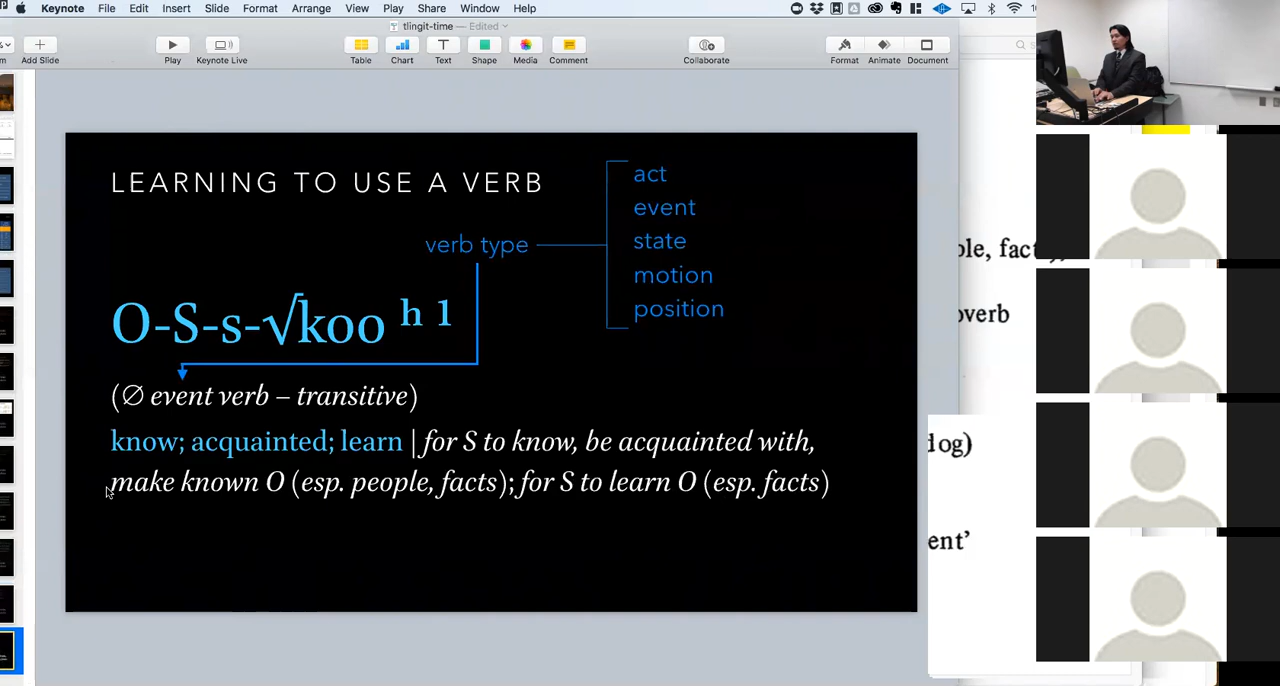 Keynote File Edit Insert Slide Format Arrange View Play Share Window Help
tlingit-time — Edited
Add Slide Play Keynote Live Table Chart Text Shape Media Comment Collaborate Format Animate Document
LEARNING TO USE A VERB
verb type
act
event
state
motion
position
O-S-s-√koo h 1
(∅ event verb – transitive)
know; acquainted; learn | for S to know, be acquainted with,
make known O (esp. people, facts); for S to learn O (esp. facts)
ple, fact
overb
dog)
ent’